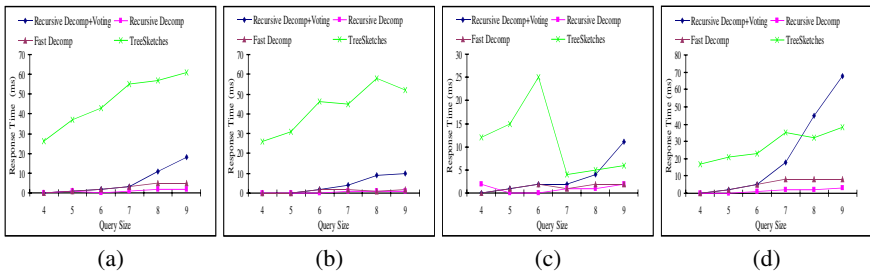 Recursive Decomp+Voting Recursive Decomp
Fast Decomp TreeSketches
Response Time (ms)
70
60
50
40
30
20
10
0
4 5 6 7 8 9
Query Size
(a)
Recursive Decomp+Voting Recursive Decomp
Fast Decomp TreeSketches
Response Time (ms)
70
60
50
40
30
20
10
0
4 5 6 7 8 9
Query Size
(b)
Recursive Decomp+Voting Recursive Decomp
Fast Decomp TreeSketches
Response Time (ms)
30
25
20
15
10
5
0
4 5 6 7 8 9
Query Size
(c)
Recursive Decomp+Voting Recursive Decomp
Fast Decomp TreeSketches
Response Time (ms)
80
70
60
50
40
30
20
10
0
4 5 6 7 8 9
Query Size
(d)